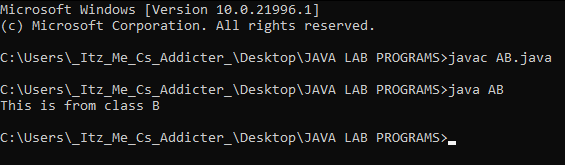 Microsoft Windows [Version 10.0.21996.1]
(c) Microsoft Corporation. All rights reserved.
C:\Users\_Itz_Me_Cs_Addicter_\Desktop\JAVA LAB PROGRAMS>javac AB.java
C:\Users\_Itz_Me_Cs_Addicter_\Desktop\JAVA LAB PROGRAMS>java AB
This is from class B
C:\Users\_Itz_Me_Cs_Addicter_\Desktop\JAVA LAB PROGRAMS>